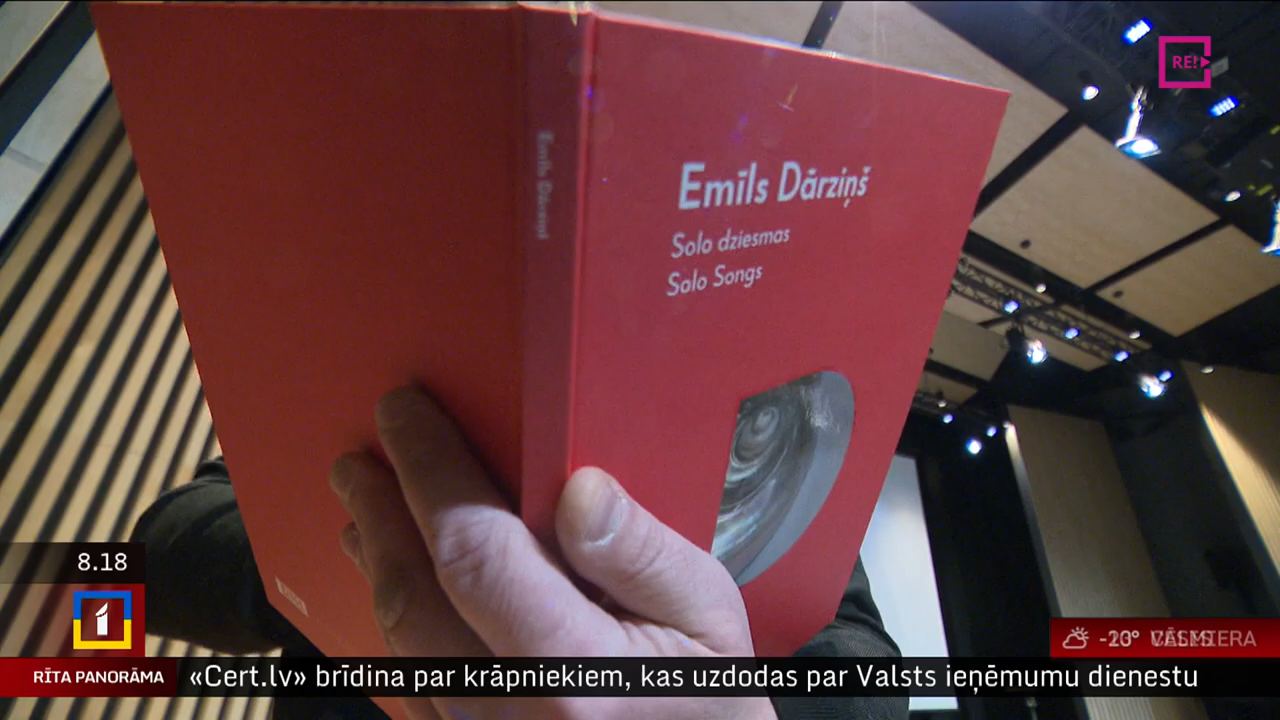 RE!
Emīls Dārziņš
Emīls Dārziņš
Solo dziesmas
Solo Songs
8.18
1
RĪTA PANORĀMA
«Cert.lv» brīdina par krāpniekiem, kas uzdodas par Valsts ieņēmumu dienestu